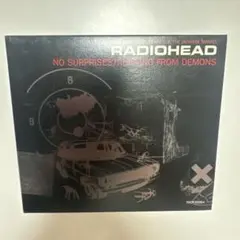 RADIOHEAD
NO SURPRISES/RUNNING FROM DEMONS
B